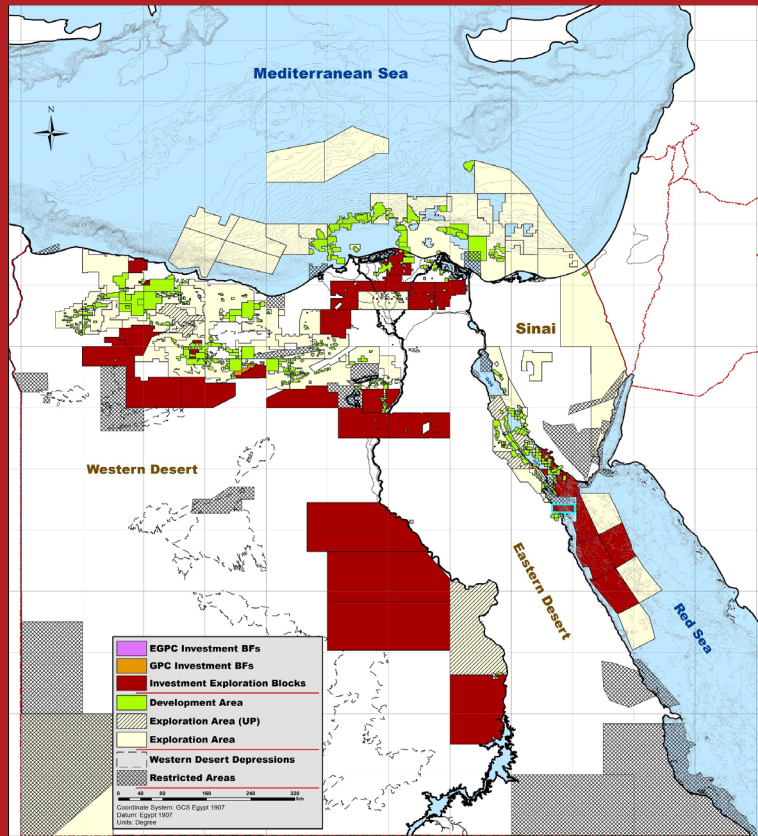 Mediterranean Sea
N
Sinai
Western Desert
Eastern Desert
Red Sea
EGPC Investment BFs
GPC Investment BFs
Investment Exploration Blocks
Development Area
Exploration Area (UP)
Exploration Area
Western Desert Depressions
Restricted Areas
0 40 80 160 240 320
km
Coordinate System: GCS Egypt 1907
Datum: Egypt 1907
Units: Degree